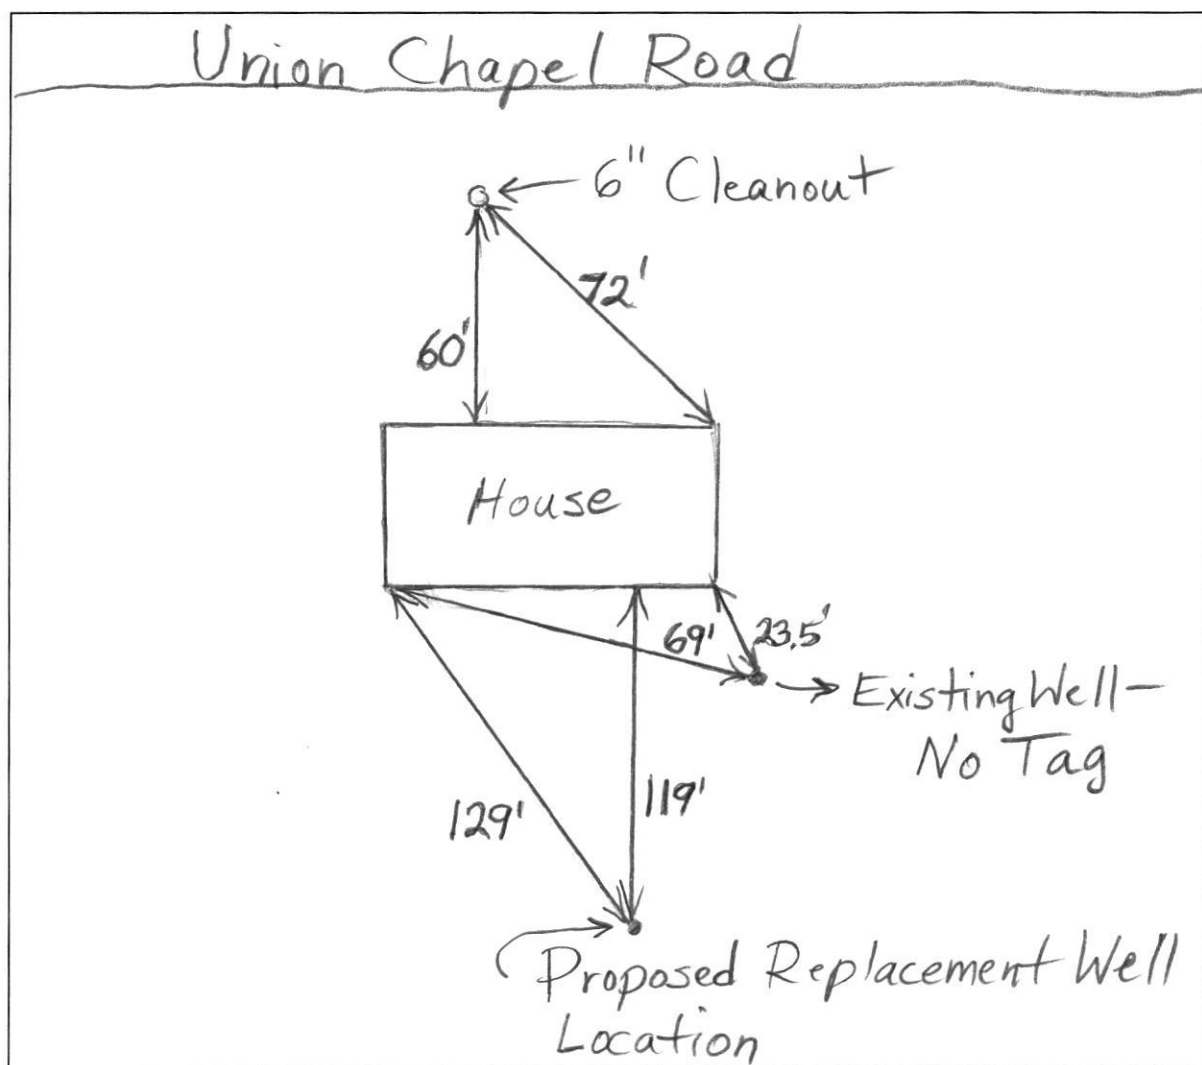 Union Chapel Road
6" Cleanout
72'
60'
House
69'
23.5'
Existing Well –
No Tag
119'
129'
Proposed Replacement Well
Location